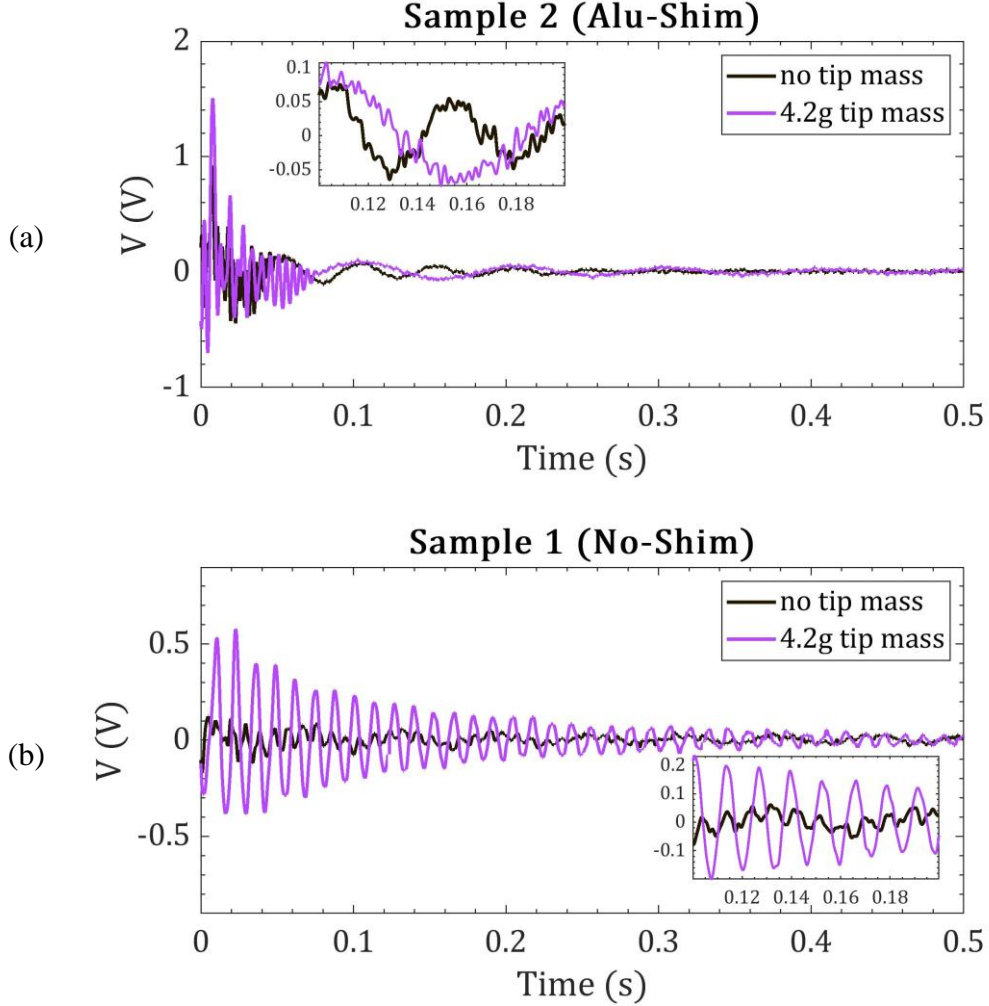 Sample 2 (Alu-Shim)
(a)
V (V)
2
1
0
-1
0.1
0.05
0
-0.05
0.12 0.14 0.16 0.18
no tip mass
4.2g tip mass
0 0.1 0.2 0.3 0.4 0.5
Time (s)
Sample 1 (No-Shim)
(b)
V (V)
0.5
0
-0.5
no tip mass
4.2g tip mass
0.2
0.1
0
-0.1
0.12 0.14 0.16 0.18
0 0.1 0.2 0.3 0.4 0.5
Time (s)